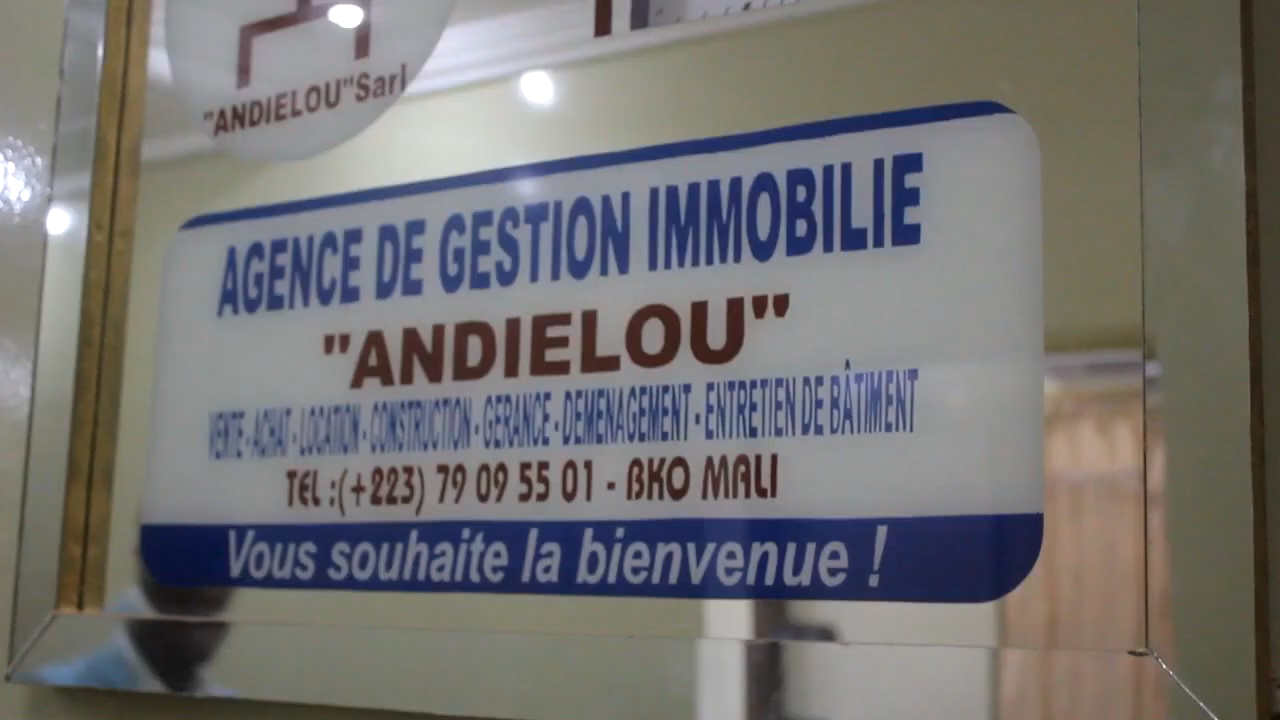 "ANDIELOU"Sarl
AGENCE DE GESTION IMMOBILIE
"ANDIELOU"
VENTE - ACHAT - LOCATION - CONSTRUCTION - GERANCE - DEMENAGEMENT - ENTRETIEN DE BÂTIMENT
TEL :(+223) 79 09 55 01 - BKO MALI
Vous souhaite la bienvenue !